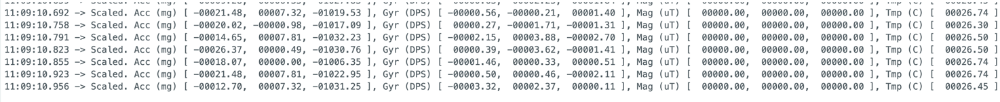 11:09:10.692 -> Scaled. Acc (mg) [ -00021.48,  00007.32, -01019.53 ], Gyr (DPS) [ -00000.56, -00000.21,  00001.40 ], Mag (uT) [  00000.00,  00000.00,  00000.00 ], Tmp (C) [  00026.74 ]
11:09:10.758 -> Scaled. Acc (mg) [ -00020.02, -00000.98, -01017.09 ], Gyr (DPS) [  00000.27, -00001.71, -00001.31 ], Mag (uT) [  00000.00,  00000.00,  00000.00 ], Tmp (C) [  00026.30 ]
11:09:10.791 -> Scaled. Acc (mg) [ -00014.65,  00007.81, -01032.23 ], Gyr (DPS) [ -00002.15,  00003.88, -00002.70 ], Mag (uT) [  00000.00,  00000.00,  00000.00 ], Tmp (C) [  00026.50 ]
11:09:10.823 -> Scaled. Acc (mg) [ -00026.37,  00000.49, -01030.76 ], Gyr (DPS) [  00000.39, -00003.62, -00001.41 ], Mag (uT) [  00000.00,  00000.00,  00000.00 ], Tmp (C) [  00026.50 ]
11:09:10.855 -> Scaled. Acc (mg) [ -00018.07,  00000.00, -01006.35 ], Gyr (DPS) [ -00001.46,  00000.33,  00000.51 ], Mag (uT) [  00000.00,  00000.00,  00000.00 ], Tmp (C) [  00026.74 ]
11:09:10.923 -> Scaled. Acc (mg) [ -00021.48,  00007.81, -01022.95 ], Gyr (DPS) [ -00000.50,  00000.46, -00002.11 ], Mag (uT) [  00000.00,  00000.00,  00000.00 ], Tmp (C) [  00026.74 ]
11:09:10.956 -> Scaled. Acc (mg) [ -00012.70,  00007.32, -01031.25 ], Gyr (DPS) [ -00003.32,  00002.37,  00000.11 ], Mag (uT) [  00000.00,  00000.00,  00000.00 ], Tmp (C) [  00026.45 ]